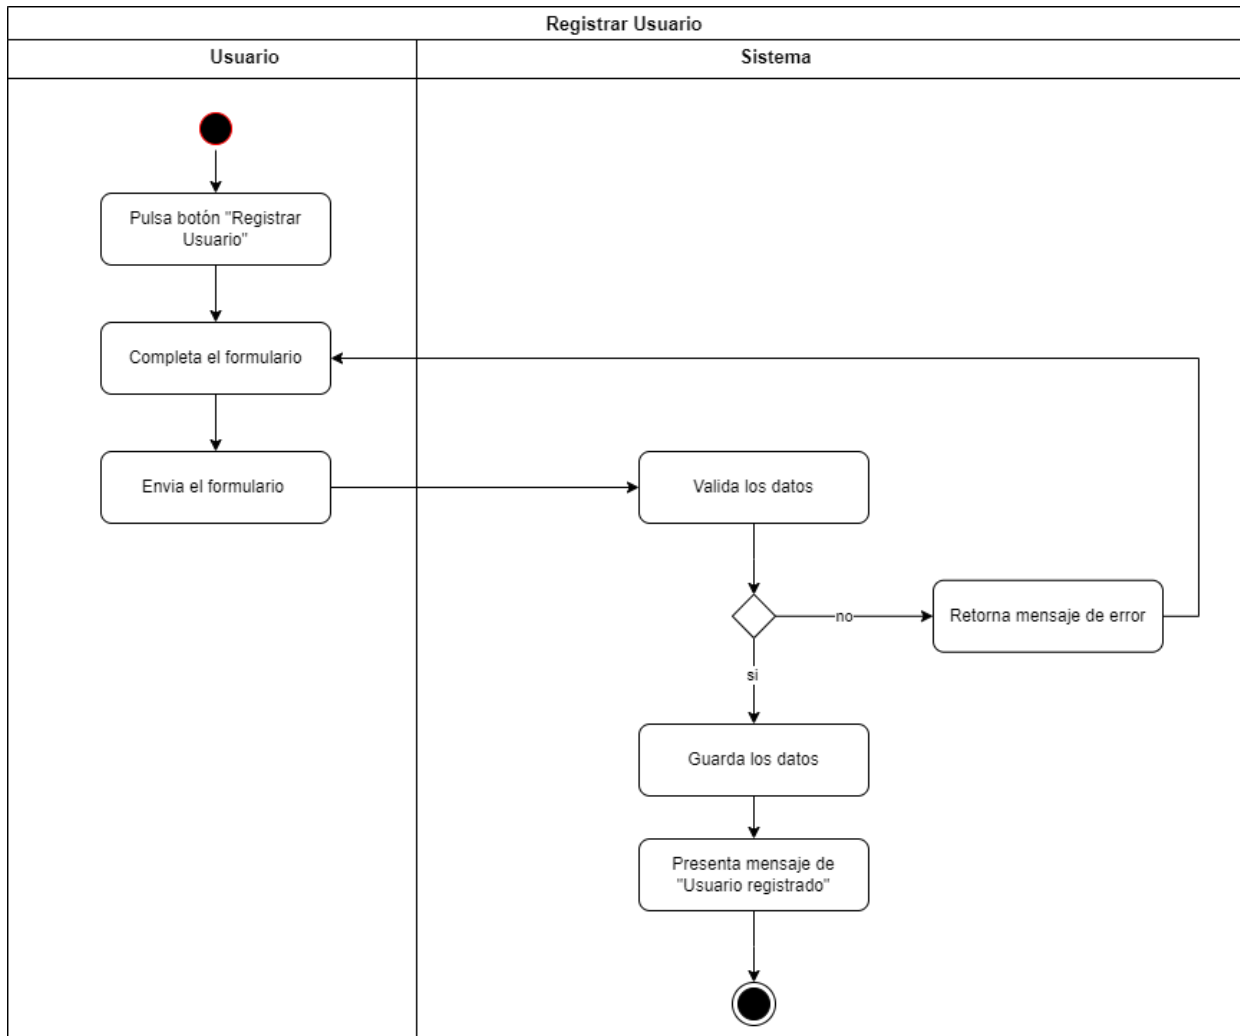 Registrar Usuario
Usuario
Sistema
Pulsa botón "Registrar
Usuario"
Completa el formulario
Envia el formulario
Valida los datos
no
Retorna mensaje de error
si
Guarda los datos
Presenta mensaje de
"Usuario registrado"